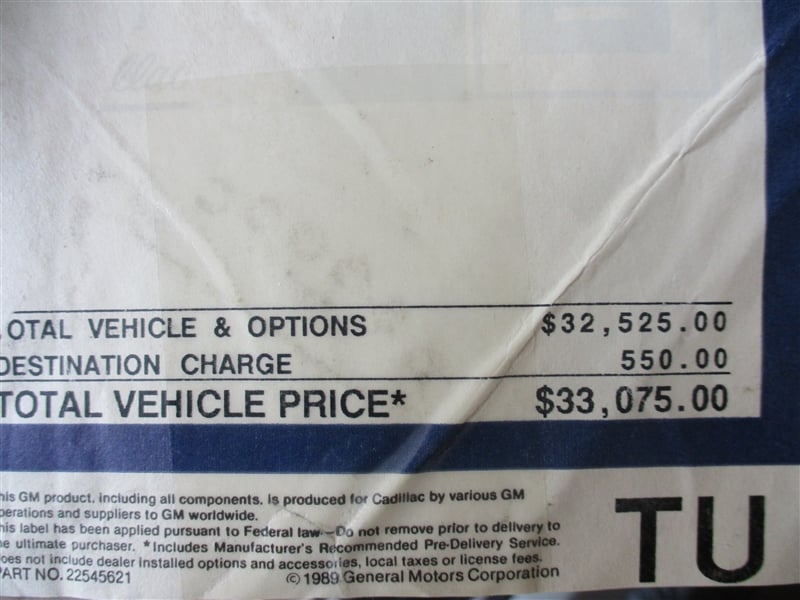 OTAL VEHICLE & OPTIONS $32,525.00
DESTINATION CHARGE 550.00
TOTAL VEHICLE PRICE* $33,075.00
his GM product, including all components, is produced for Cadillac by various GM
perations and suppliers to GM worldwide.
his label has been applied pursuant to Federal law—Do not remove prior to delivery to
e ultimate purchaser. *Includes Manufacturer's Recommended Pre-Delivery Service.
oes not include dealer installed options and accessories, local taxes or license fees.
PART NO. 22545621 ©1989 General Motors Corporation
TU